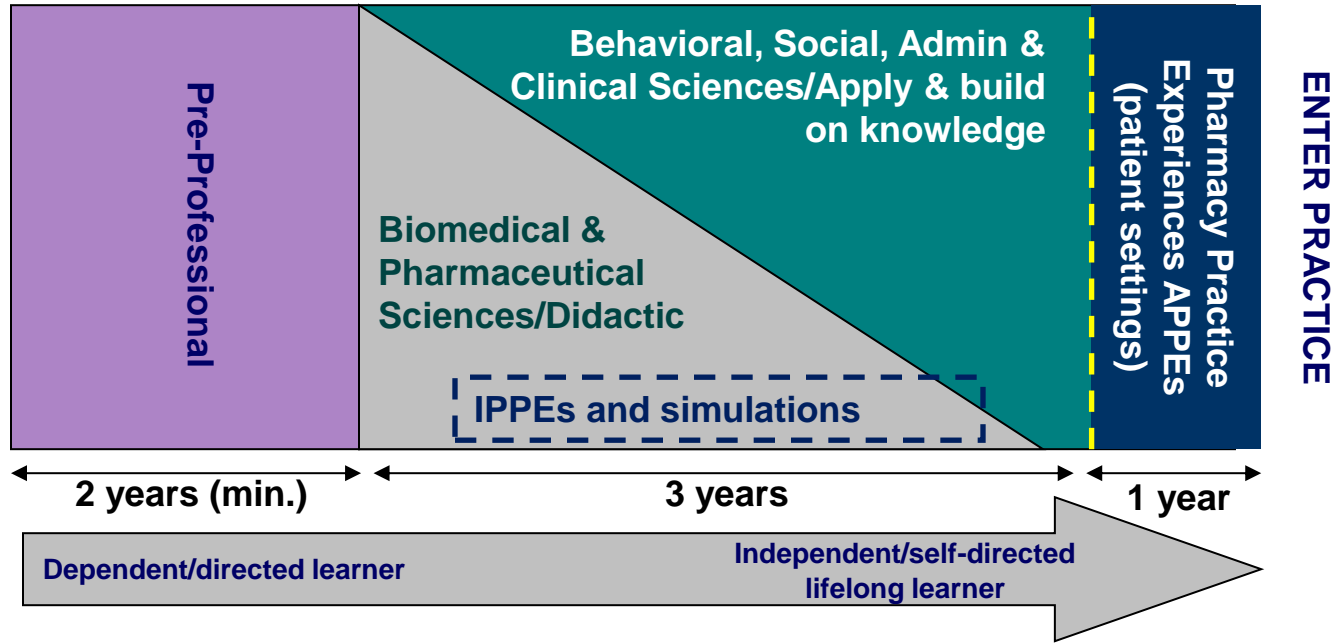 Pre-Professional
Behavioral, Social, Admin &
Clinical Sciences/Apply & build
on knowledge
Biomedical &
Pharmaceutical
Sciences/Didactic
IPPEs and simulations
Pharmacy Practice
Experiences APPEs
(patient settings)
ENTER PRACTICE
2 years (min.)
3 years
1 year
Dependent/directed learner
Independent/self-directed
lifelong learner